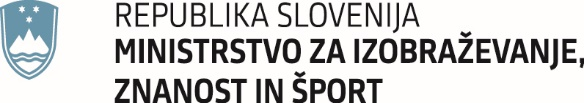 REPUBLIKA SLOVENIJA
MINISTRSTVO ZA IZOBRAŽEVANJE,
ZNANOST IN ŠPORT